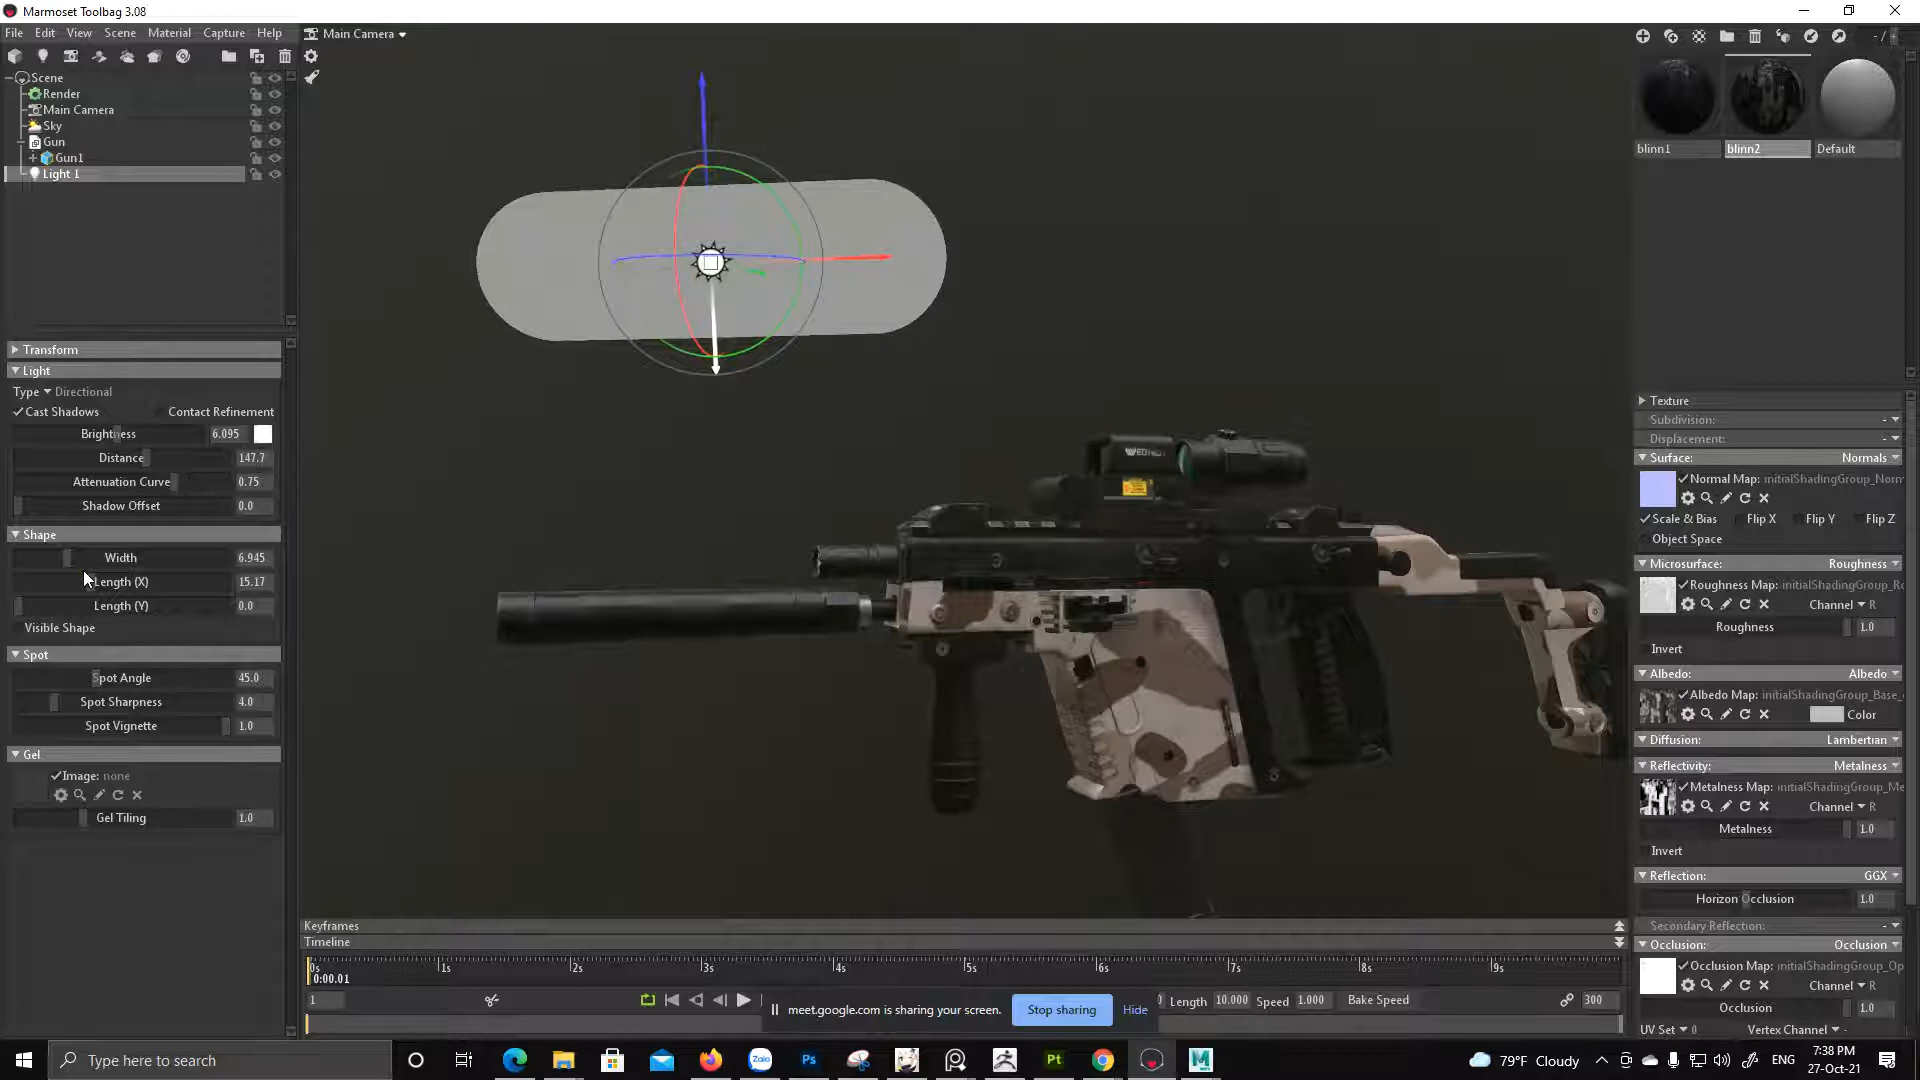 Marmoset Toolbag 3.08
File Edit View Scene Material Capture Help
Main Camera
Scene
Render
Main Camera
Sky
Gun
Gun1
Light 1
Transform
Light
Type Directional
Cast Shadows Contact Refinement
Brightness 6.095
Distance 147.7
Attenuation Curve 0.75
Shadow Offset 0.0
Shape
Width 6.945
Length (X) 15.17
Length (Y) 0.0
Visible Shape
Spot
Spot Angle 45.0
Spot Sharpness 4.0
Spot Vignette 1.0
Gel
Image: none
Gel Tiling 1.0
blinn1 blinn2 Default
Texture
Subdivision: -
Displacement: -
Surface: Normals
Normal Map: initialShadingGroup_Norn
Scale & Bias Flip X Flip Y Flip Z
Object Space
Microsurface: Roughness
Roughness Map: initialShadingGroup_Ro
Channel R
Roughness 1.0
Invert
Albedo: Albedo
Albedo Map: initialShadingGroup_Base_
Color
Diffusion: Lambertian
Reflectivity: Metalness
Metalness Map: initialShadingGroup_Me
Channel R
Metalness 1.0
Invert
Reflection: GGX
Horizon Occlusion 1.0
Secondary Reflection: -
Occlusion: Occlusion
Occlusion Map: initialShadingGroup_Op
Channel R
Occlusion 1.0
UV Set 0 Vertex Channel -
Keyframes
Timeline
0s 1s 2s 3s 4s 5s 6s 7s 8s 9s
0:00.01
1 Length 10.000 Speed 1.000 Bake Speed 300
meet.google.com is sharing your screen. Stop sharing Hide
Type here to search
Zalo Ps Pt
79°F Cloudy ENG 7:38 PM
27-Oct-21